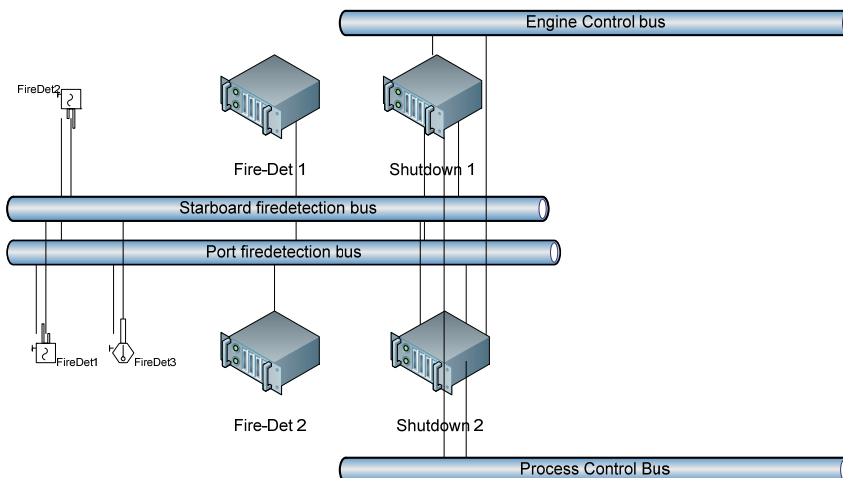 Engine Control bus
FireDet2
Fire-Det 1
Shutdown 1
Starboard firedetection bus
Port firedetection bus
FireDet1
FireDet3
Fire-Det 2
Shutdown 2
Process Control Bus